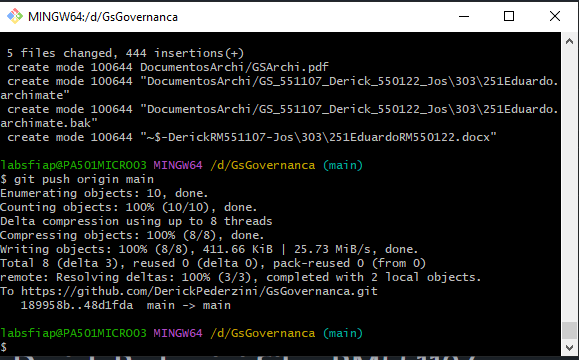 MINGW64:/d/GsGovernanca
5 files changed, 444 insertions(+)
create mode 100644 DocumentosArchi/GSArchi.pdf
create mode 100644 "DocumentosArchi/GS_551107_Derick_550122_Jos\303\251Eduardo.
archimate"
create mode 100644 "DocumentosArchi/GS_551107_Derick_550122_Jos\303\251Eduardo.
archimate.bak"
create mode 100644 "~$-DerickRM551107-Jos\303\251EduardoRM550122.docx"
labsfiap@PA501MICRO03 MINGW64 /d/GsGovernanca (main)
$ git push origin main
Enumerating objects: 10, done.
Counting objects: 100% (10/10), done.
Delta compression using up to 8 threads
Compressing objects: 100% (8/8), done.
Writing objects: 100% (8/8), 411.66 KiB | 25.73 MiB/s, done.
Total 8 (delta 3), reused 0 (delta 0), pack-reused 0 (from 0)
remote: Resolving deltas: 100% (3/3), completed with 2 local objects.
To https://github.com/DerickPederzini/GsGovernanca.git
189958b..48d1fda  main -> main
labsfiap@PA501MICRO03 MINGW64 /d/GsGovernanca (main)
$